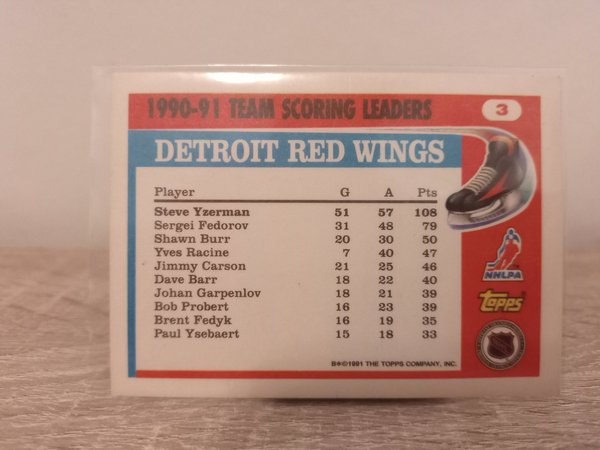 1990-91 TEAM SCORING LEADERS 3
DETROIT RED WINGS
Player G A Pts
Steve Yzerman 51 57 108
Sergei Fedorov 31 48 79
Shawn Burr 20 30 50
Yves Racine 7 40 47
Jimmy Carson 21 25 46
Dave Barr 18 22 40
Johan Garpenlov 18 21 39
Bob Probert 16 23 39
Brent Fedyk 16 19 35
Paul Ysebaert 15 18 33
NHLPA
Topps
B*©1991 THE TOPPS COMPANY, INC.